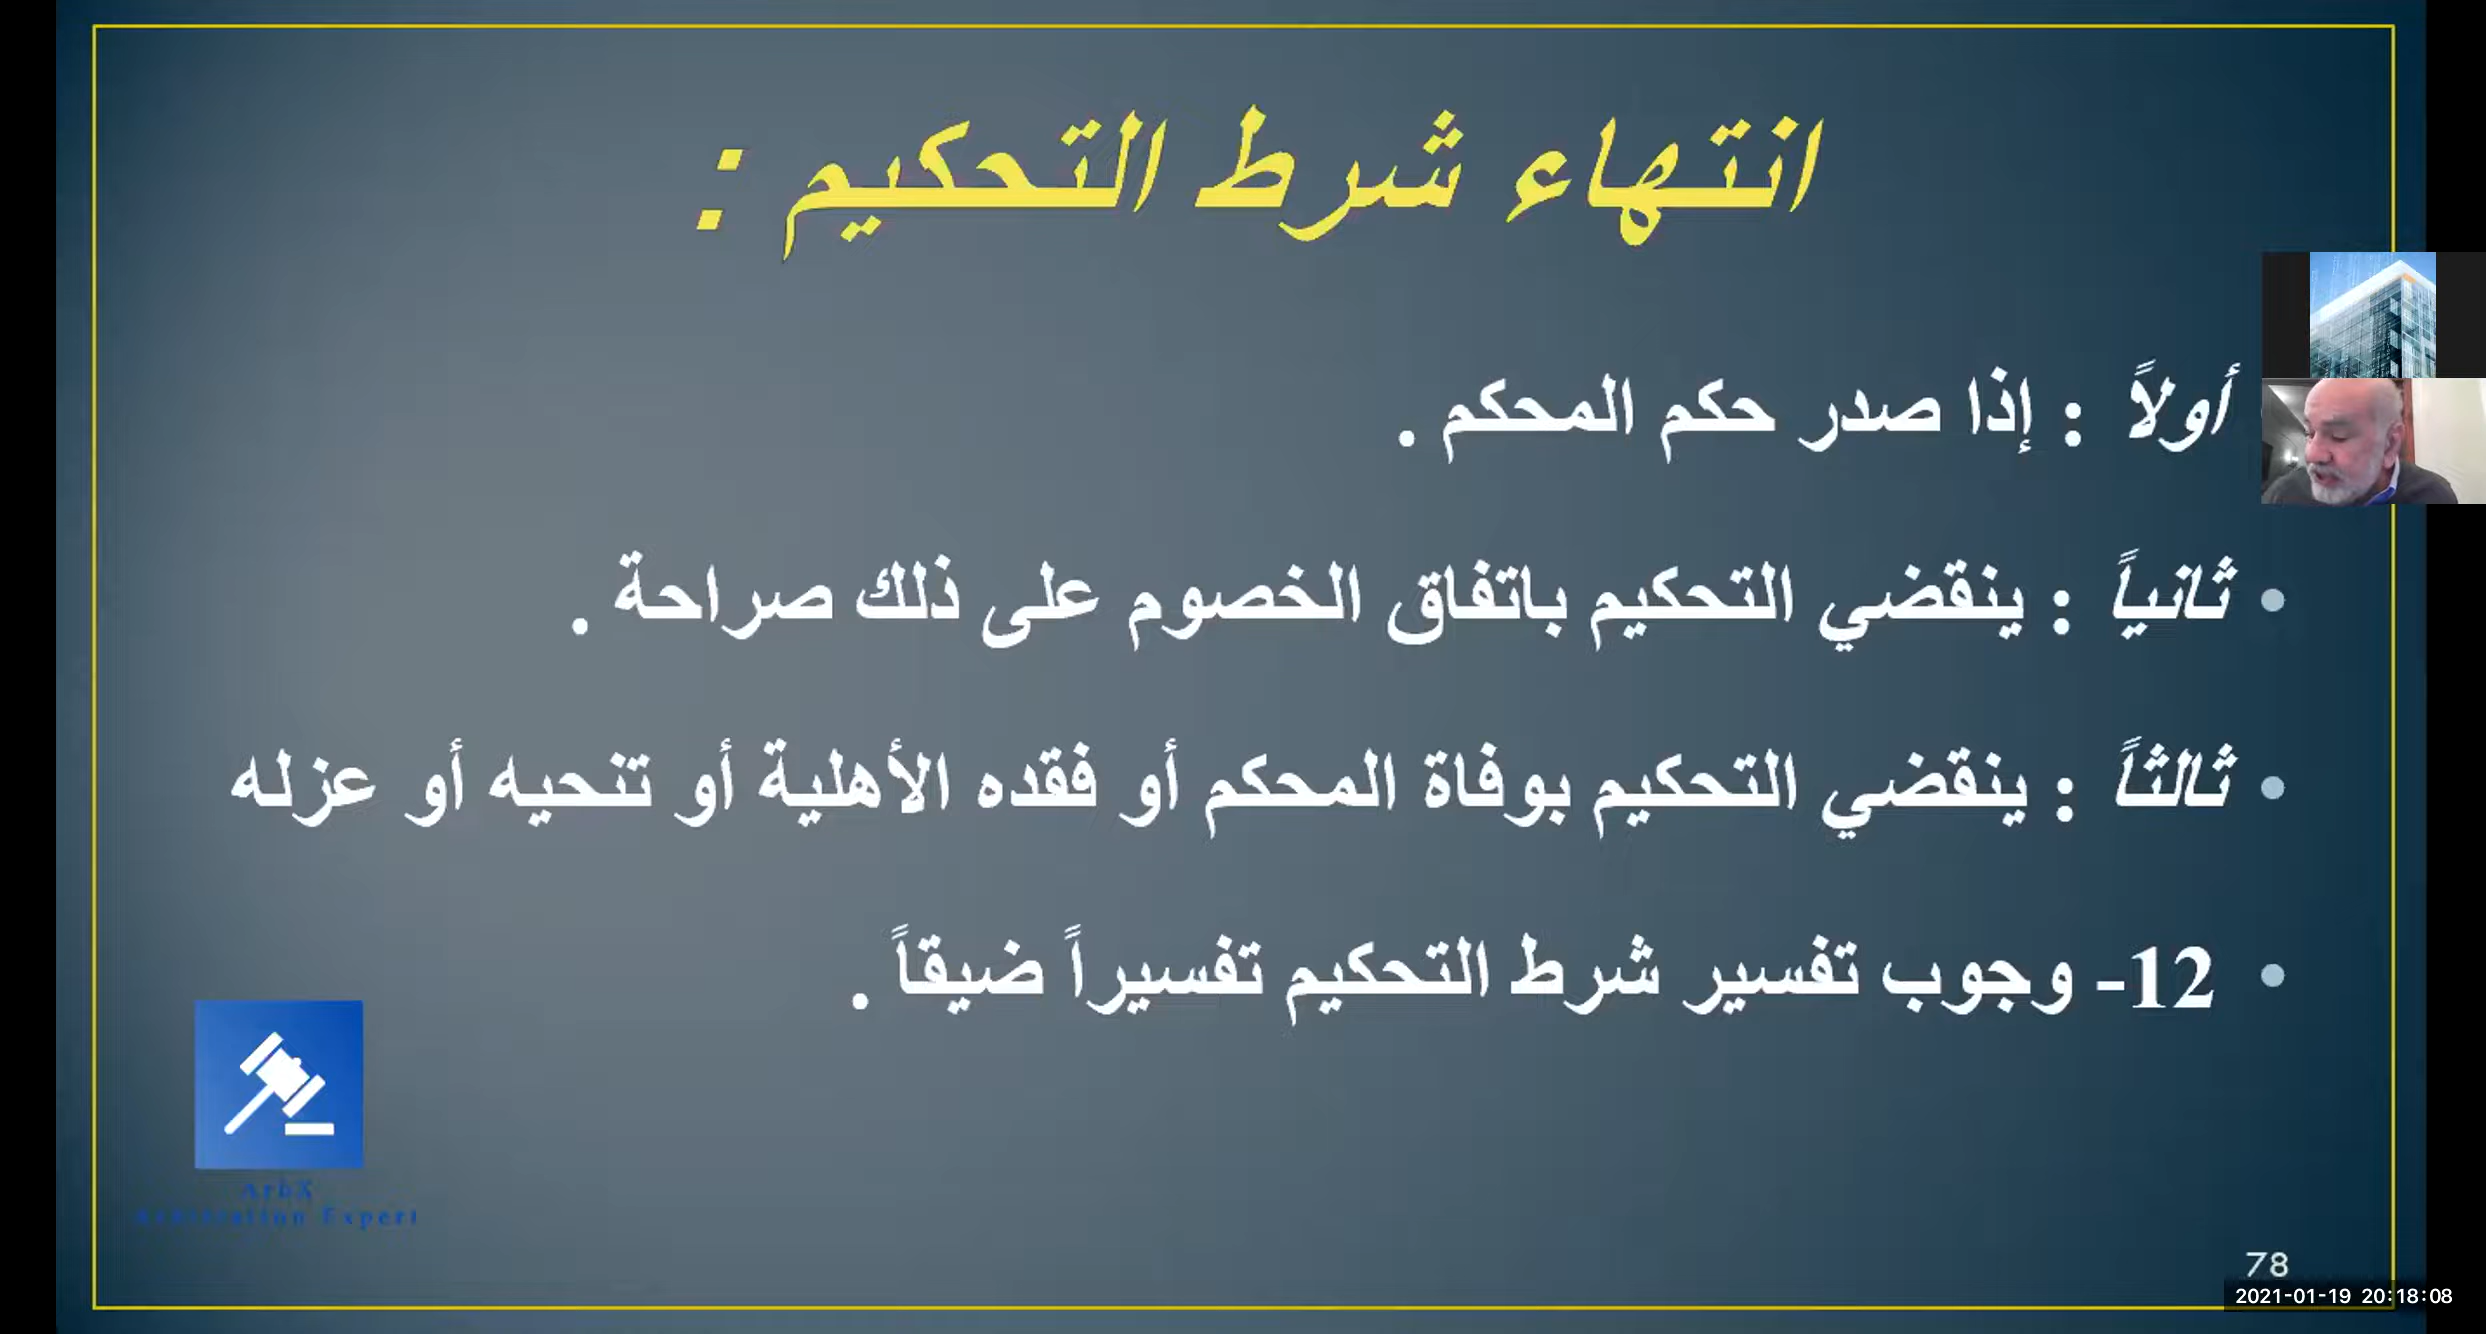 انتهاء شرط التحكيم :
أولاً : إذا صدر حكم المحكم .
• ثانياً : ينقضي التحكيم باتفاق الخصوم على ذلك صراحة .
• ثالثاً : ينقضي التحكيم بوفاة المحكم أو فقده الأهلية أو تنحيه أو عزله
• 12- وجوب تفسير شرط التحكيم تفسيراً ضيقاً .
ArbX
Arbitration Expert
78
2021-01-19 20:18:08